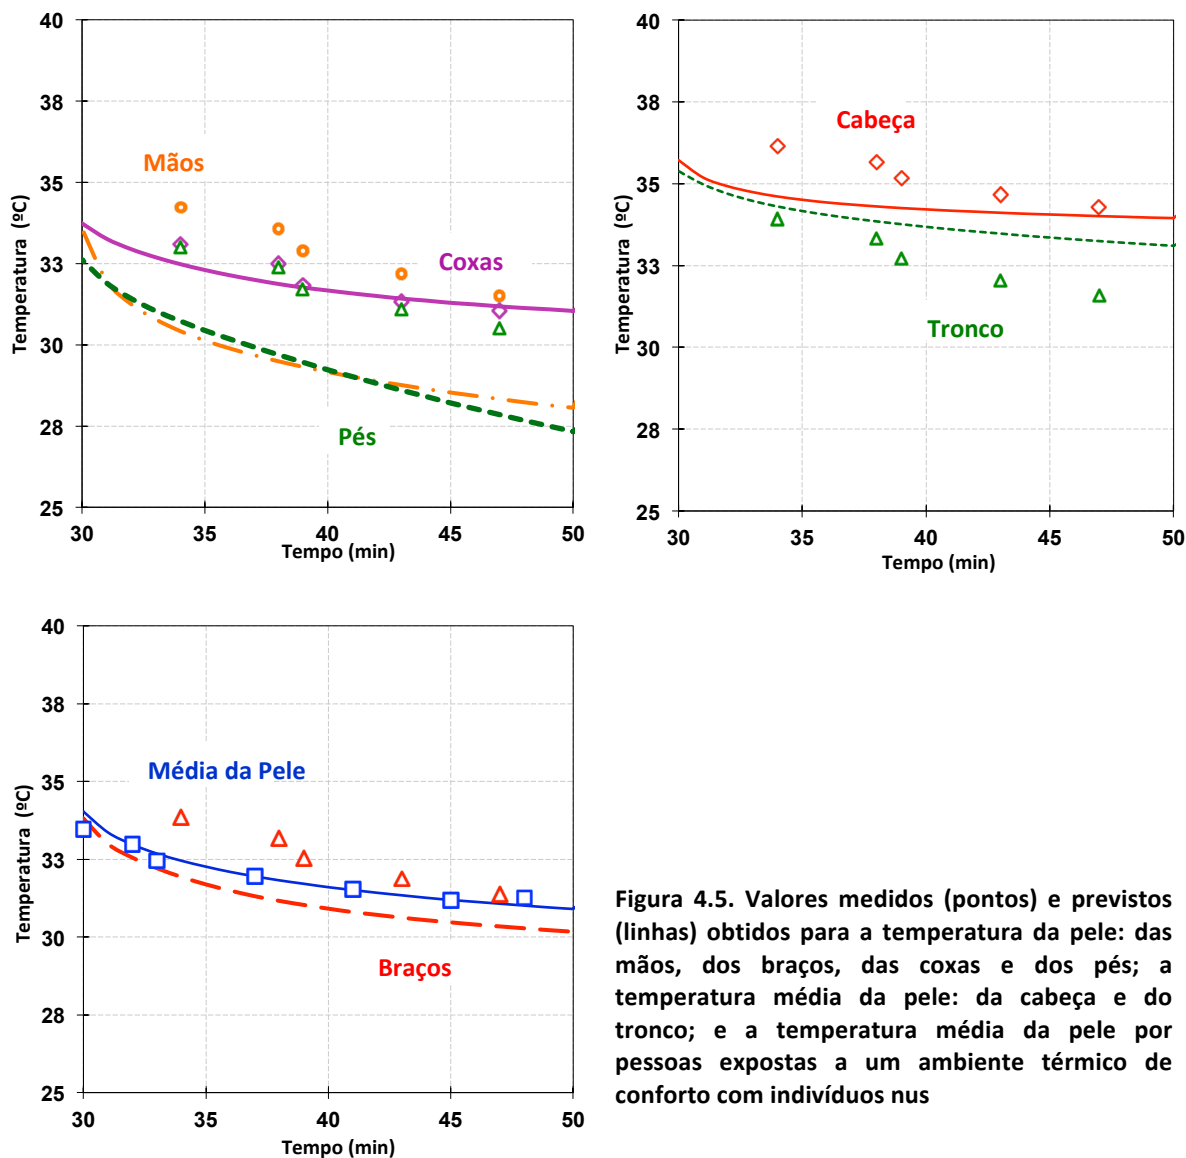 40
38
35
33
30
28
25
30
35
40
45
50
Temperatura (ºC)
Tempo (min)
Mãos
Coxas
Pés
40
38
35
33
30
28
25
30
35
40
45
50
Temperatura (ºC)
Tempo (min)
Cabeça
Tronco
40
38
35
33
30
28
25
30
35
40
45
50
Temperatura (ºC)
Tempo (min)
Média da Pele
Braços
Figura 4.5. Valores medidos (pontos) e previstos
(linhas) obtidos para a temperatura da pele: das
mãos, dos braços, das coxas e dos pés; a
temperatura média da pele: da cabeça e do
tronco; e a temperatura média da pele por
pessoas expostas a um ambiente térmico de
conforto com indivíduos nus